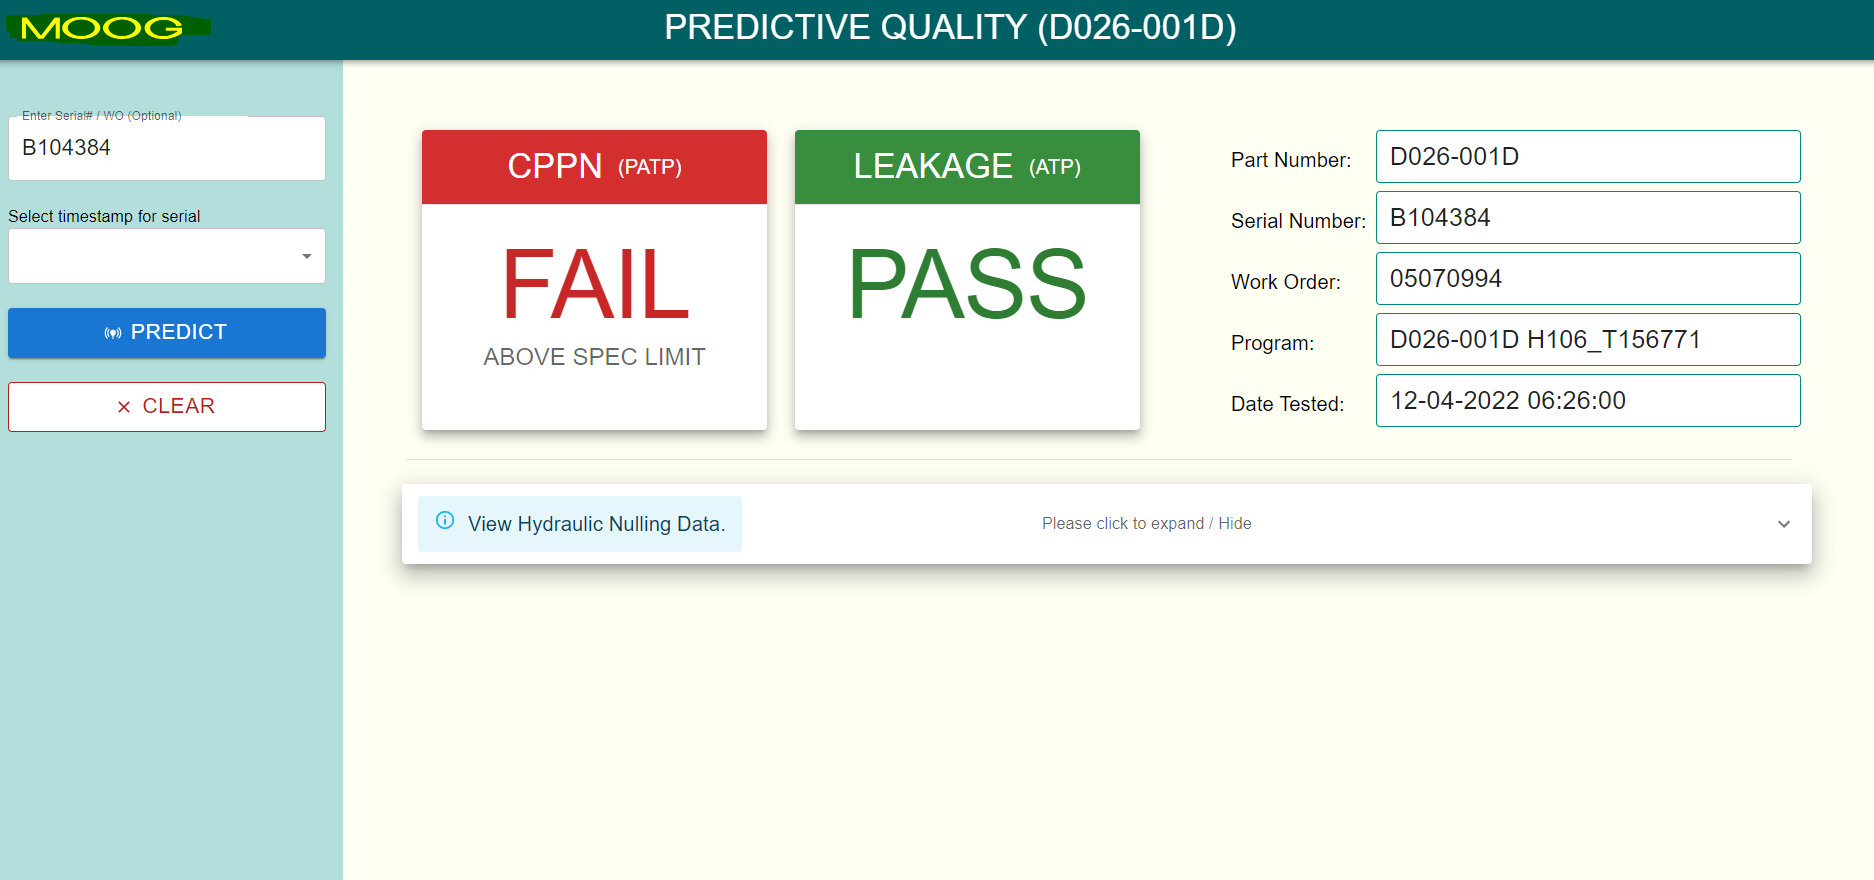 MOOG
PREDICTIVE QUALITY (D026-001D)
Enter Serial# / WO (Optional)
B104384
Select timestamp for serial
PREDICT
CLEAR
CPPN (PATP)
FAIL
ABOVE SPEC LIMIT
LEAKAGE (ATP)
PASS
Part Number: D026-001D
Serial Number: B104384
Work Order: 05070994
Program: D026-001D H106_T156771
Date Tested: 12-04-2022 06:26:00
View Hydraulic Nulling Data. Please click to expand / Hide